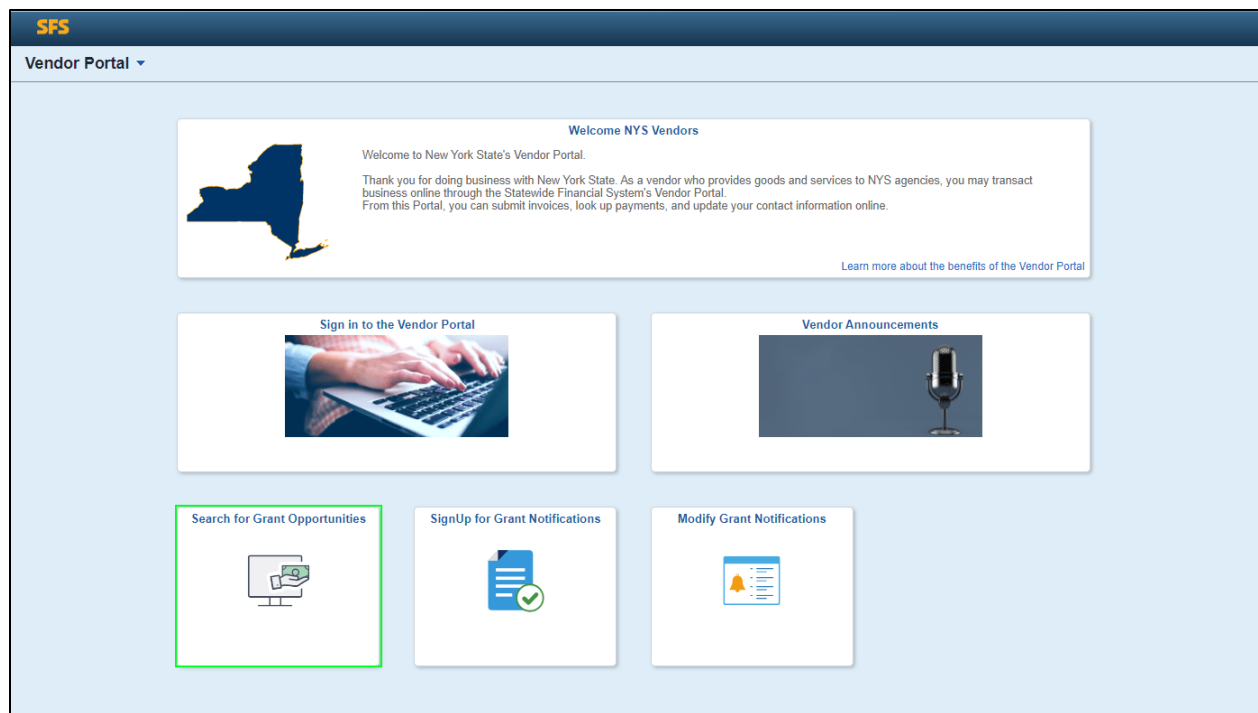 SFS
Vendor Portal
Welcome NYS Vendors
Welcome to New York State's Vendor Portal.
Thank you for doing business with New York State. As a vendor who provides goods and services to NYS agencies, you may transact
business online through the Statewide Financial System's Vendor Portal.
From this Portal, you can submit invoices, look up payments, and update your contact information online.
Learn more about the benefits of the Vendor Portal
Sign in to the Vendor Portal
Vendor Announcements
Search for Grant Opportunities
SignUp for Grant Notifications
Modify Grant Notifications